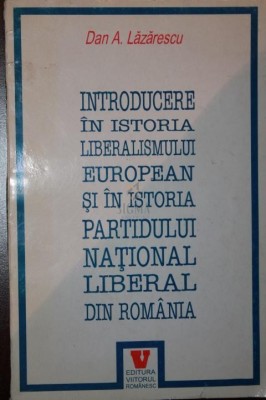 Dan A. Lăzărescu
INTRODUCERE
ÎN ISTORIA
LIBERALISMULUI
EUROPEAN
ŞI ÎN ISTORIA
PARTIDULUI
NAŢIONAL
LIBERAL
DIN ROMÂNIA
V
EDITURA
VIITORUL
ROMÂNESC